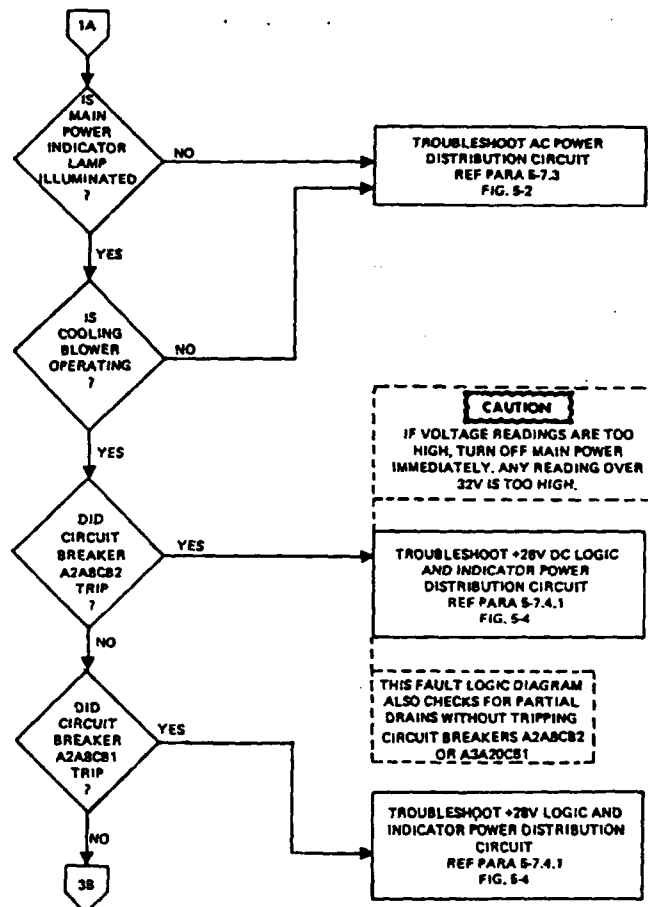 1A
IS
MAIN
POWER
INDICATOR
LAMP
ILLUMINATED
?
NO
TROUBLESHOOT AC POWER
DISTRIBUTION CIRCUIT
REF PARA 5-7.3
FIG. 5-2
YES
IS
COOLING
BLOWER
OPERATING
?
NO
YES
CAUTION
IF VOLTAGE READINGS ARE TOO
HIGH, TURN OFF MAIN POWER
IMMEDIATELY. ANY READING OVER
32V IS TOO HIGH.
DID
CIRCUIT
BREAKER
A2A8CB2
TRIP
?
YES
TROUBLESHOOT +28V DC LOGIC
AND INDICATOR POWER
DISTRIBUTION CIRCUIT
REF PARA 5-7.4.1
FIG. 5-4
NO
THIS FAULT LOGIC DIAGRAM
ALSO CHECKS FOR PARTIAL
DRAINS WITHOUT TRIPPING
CIRCUIT BREAKERS A2A8CB2
OR A3A20CB1
DID
CIRCUIT
BREAKER
A2A8CB1
TRIP
?
YES
TROUBLESHOOT +28V LOGIC AND
INDICATOR POWER DISTRIBUTION
CIRCUIT
REF PARA 5-7.4.1
FIG. 5-4
NO
3B